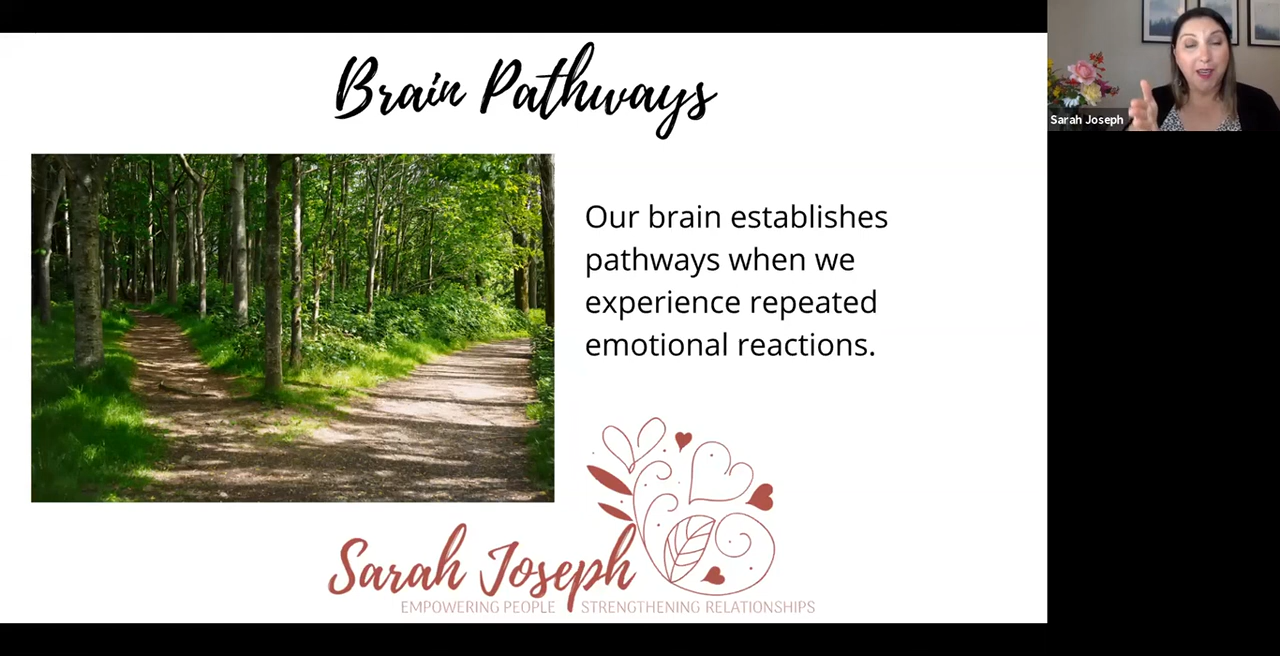 Brain Pathways
Sarah Joseph
Our brain establishes
pathways when we
experience repeated
emotional reactions.
Sarah Joseph
EMPOWERING PEOPLE STRENGTHENING RELATIONSHIPS